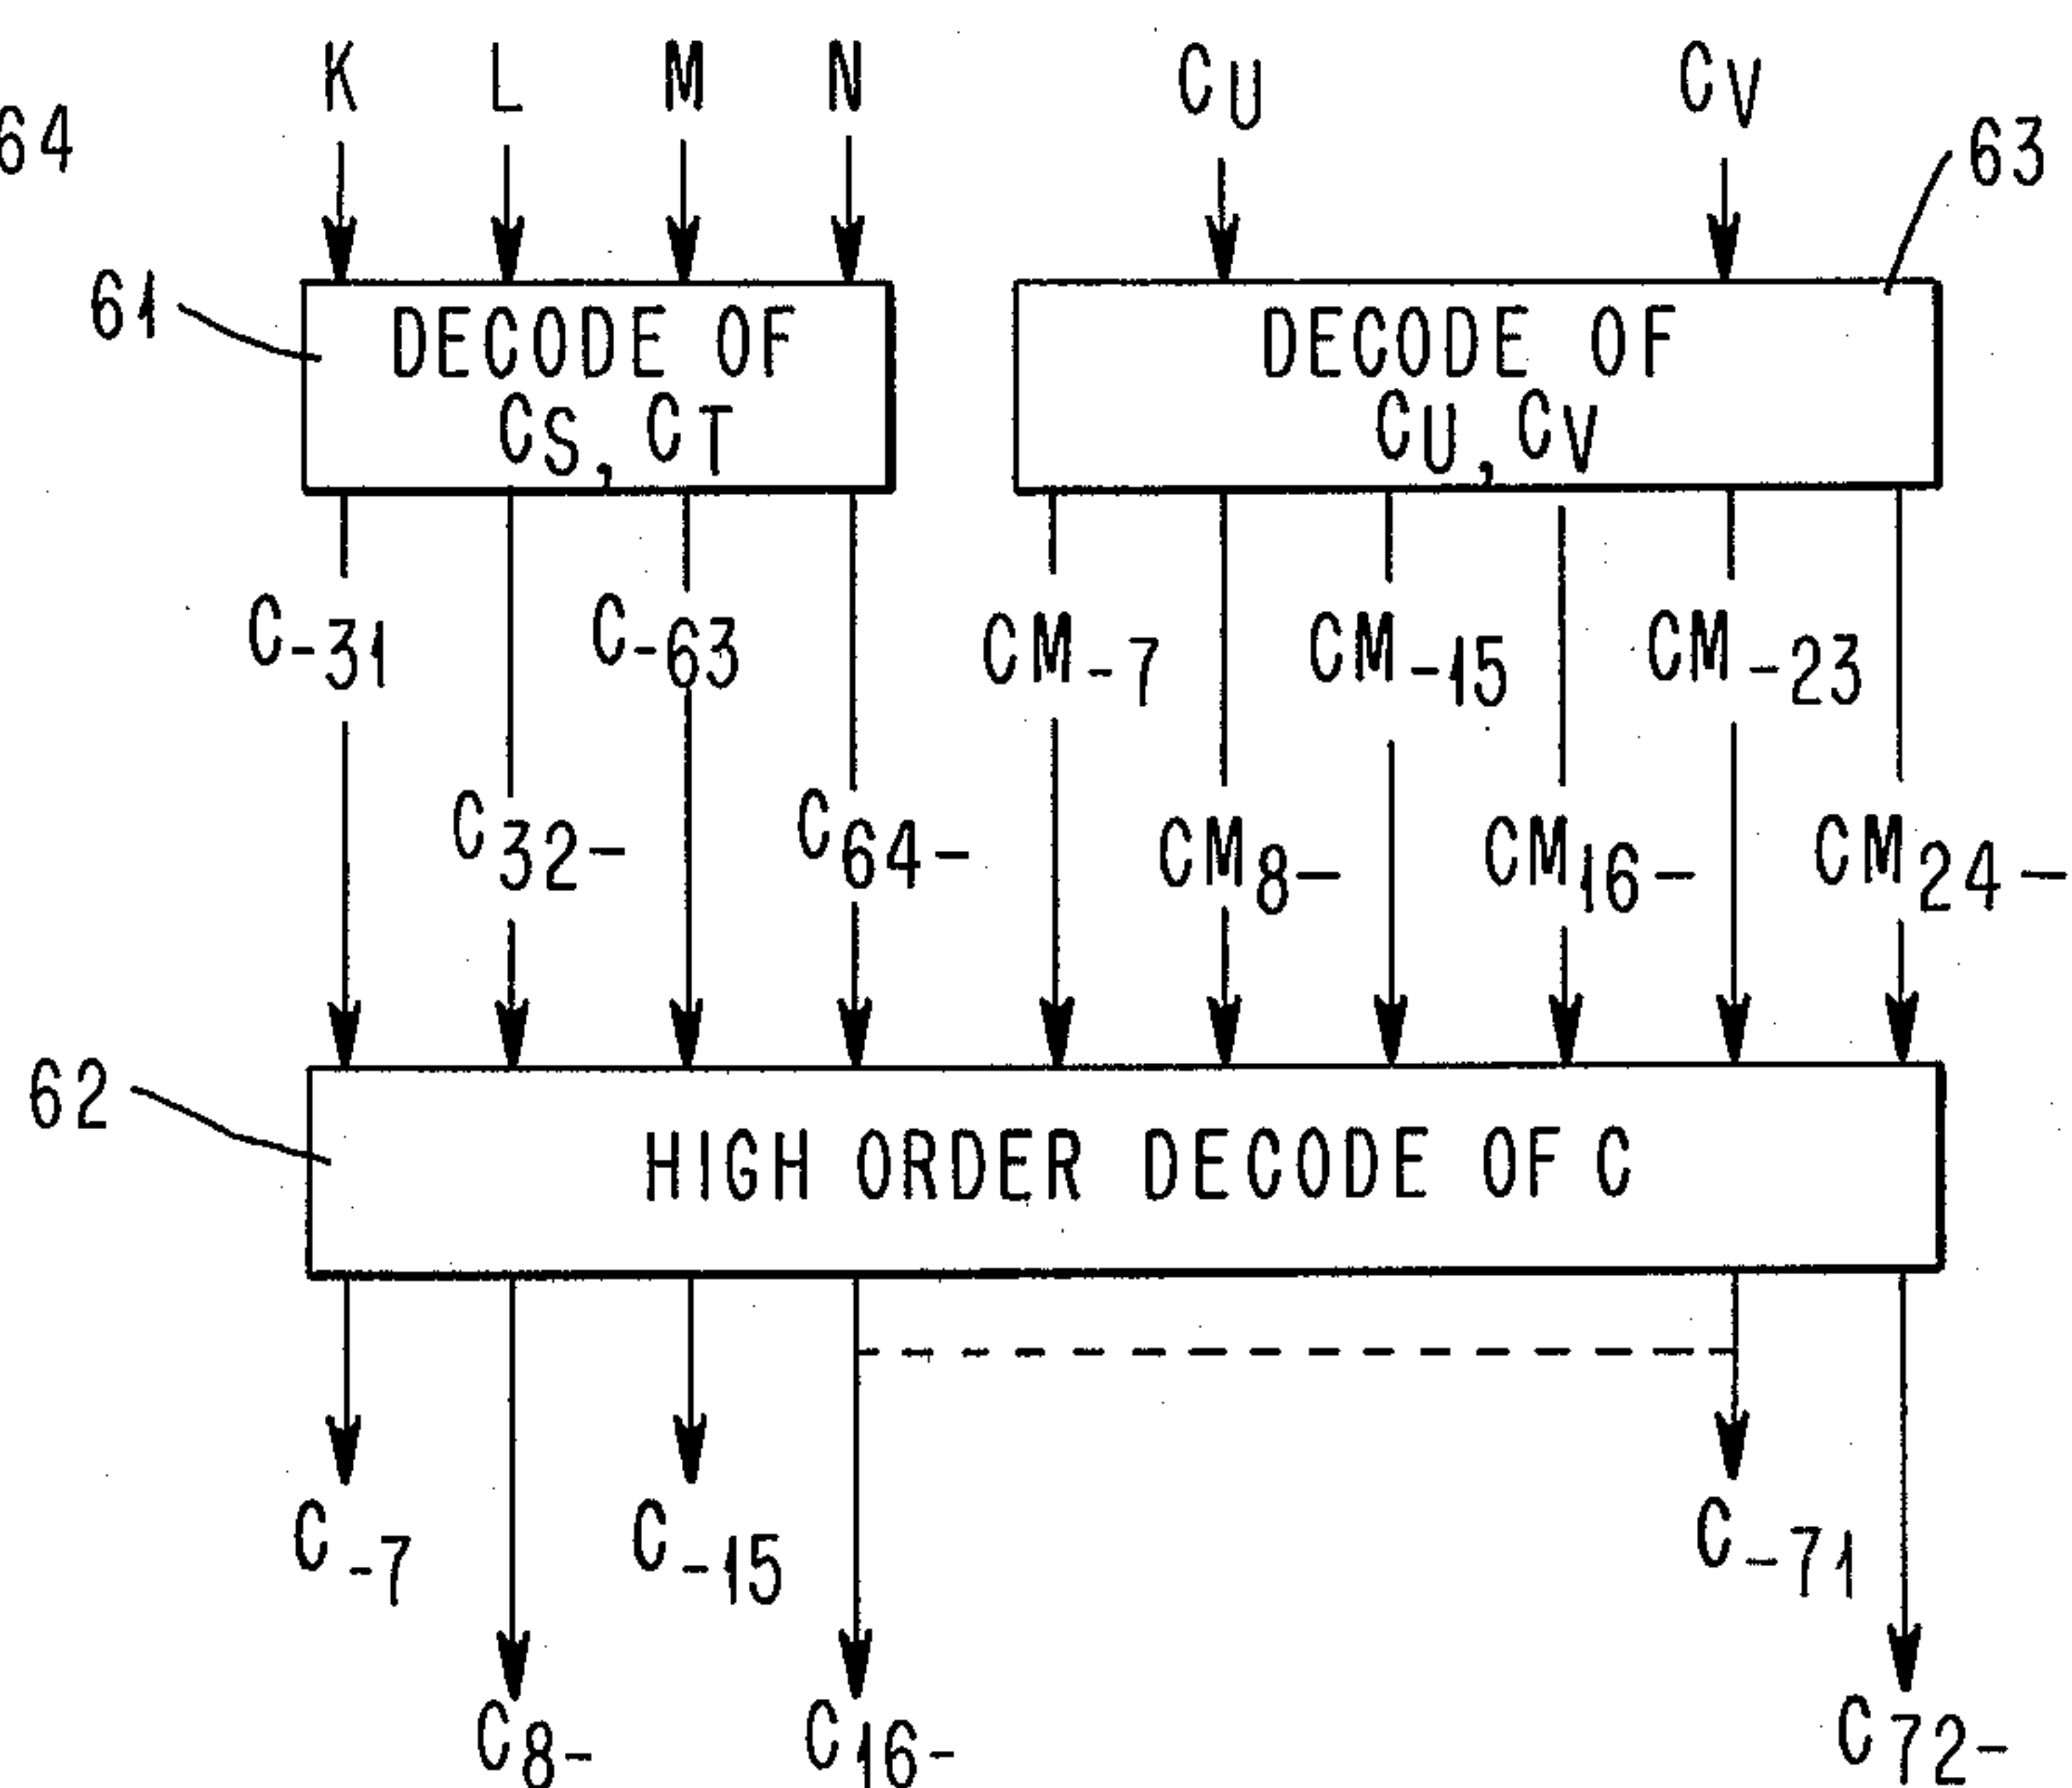 K L M N CU CV
64
63
61
DECODE OF
CS, CT
DECODE OF
CU, CV
C-31 C-63 CM-7 CM-15 CM-23
C32- C64- CM8- CM16- CM24-
62
HIGH ORDER DECODE OF C
C-7 C-15 C-71
C8- C16- C72-